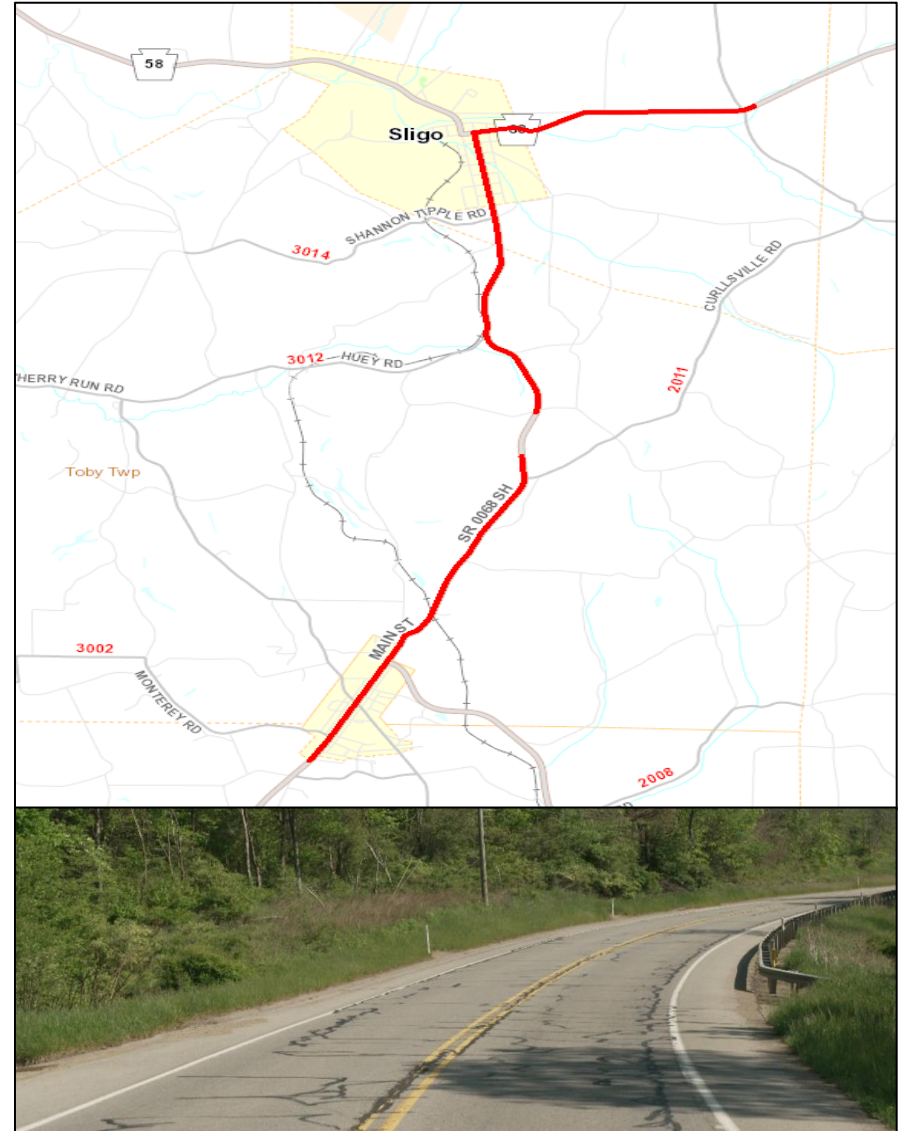 58
Sligo
SHANNON TIPPLE RD
3014
CURLLSVILLE RD
3012
HUEY RD
2011
HERRY RUN RD
Toby Twp
SR 0068 SH
MAIN ST
3002
MONTEREY RD
2008